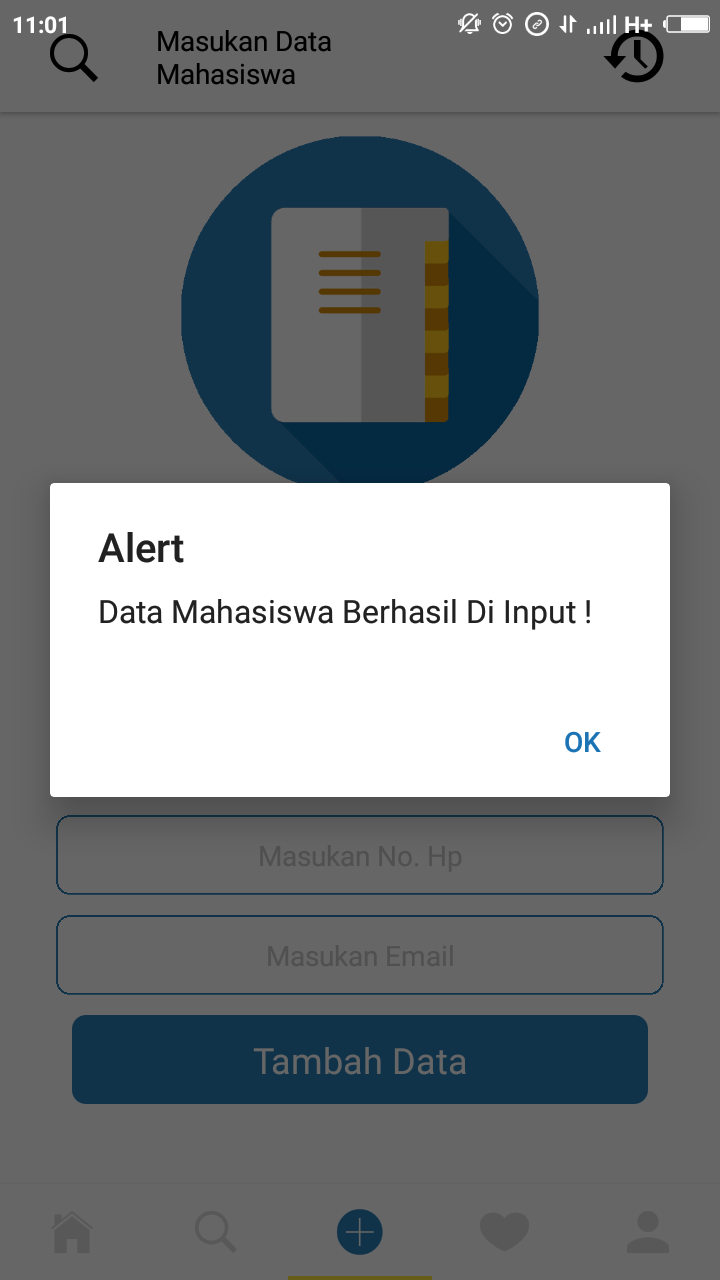 11:01
H+
Masukan Data
Mahasiswa
Alert
Data Mahasiswa Berhasil Di Input !
OK
Masukan No. Hp
Masukan Email
Tambah Data